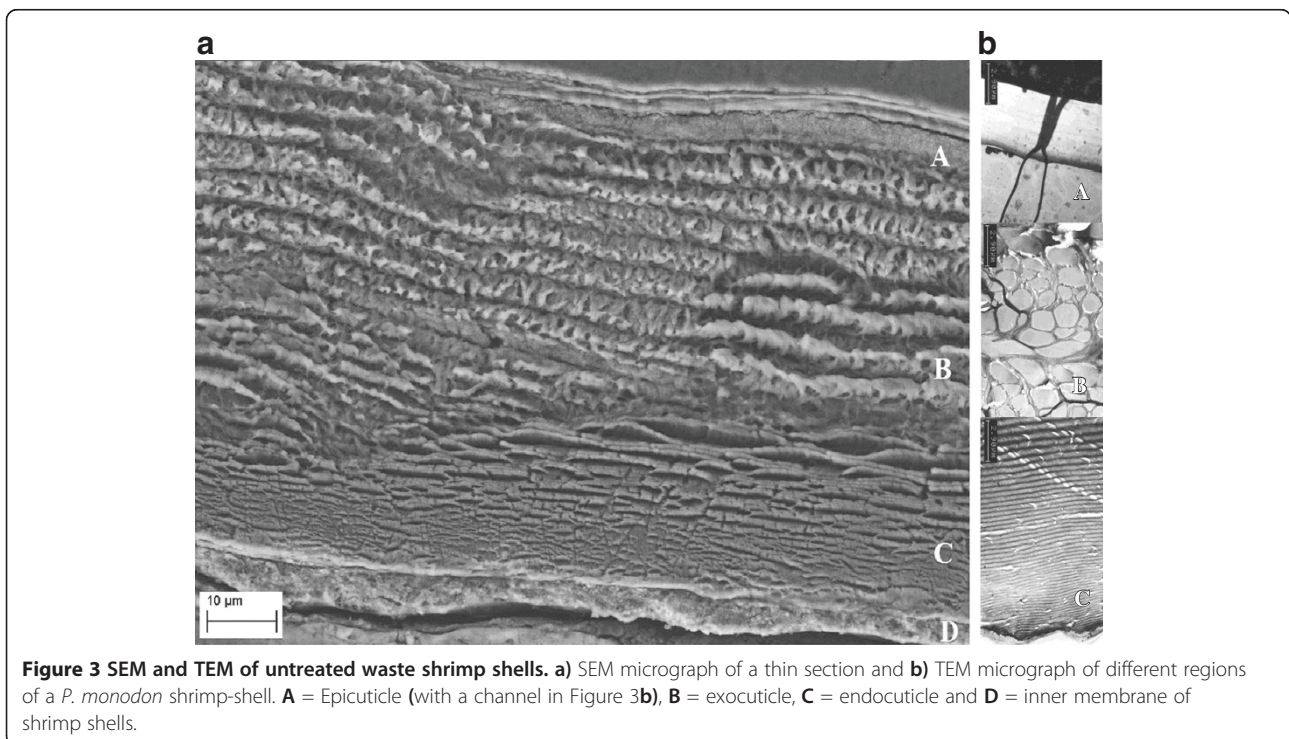 a
b
A
B
C
D
10 µm
A
B
C
Figure 3 SEM and TEM of untreated waste shrimp shells. a) SEM micrograph of a thin section and b) TEM micrograph of different regions
of a P. monodon shrimp-shell. A = Epicuticle (with a channel in Figure 3b), B = exocuticle, C = endocuticle and D = inner membrane of
shrimp shells.